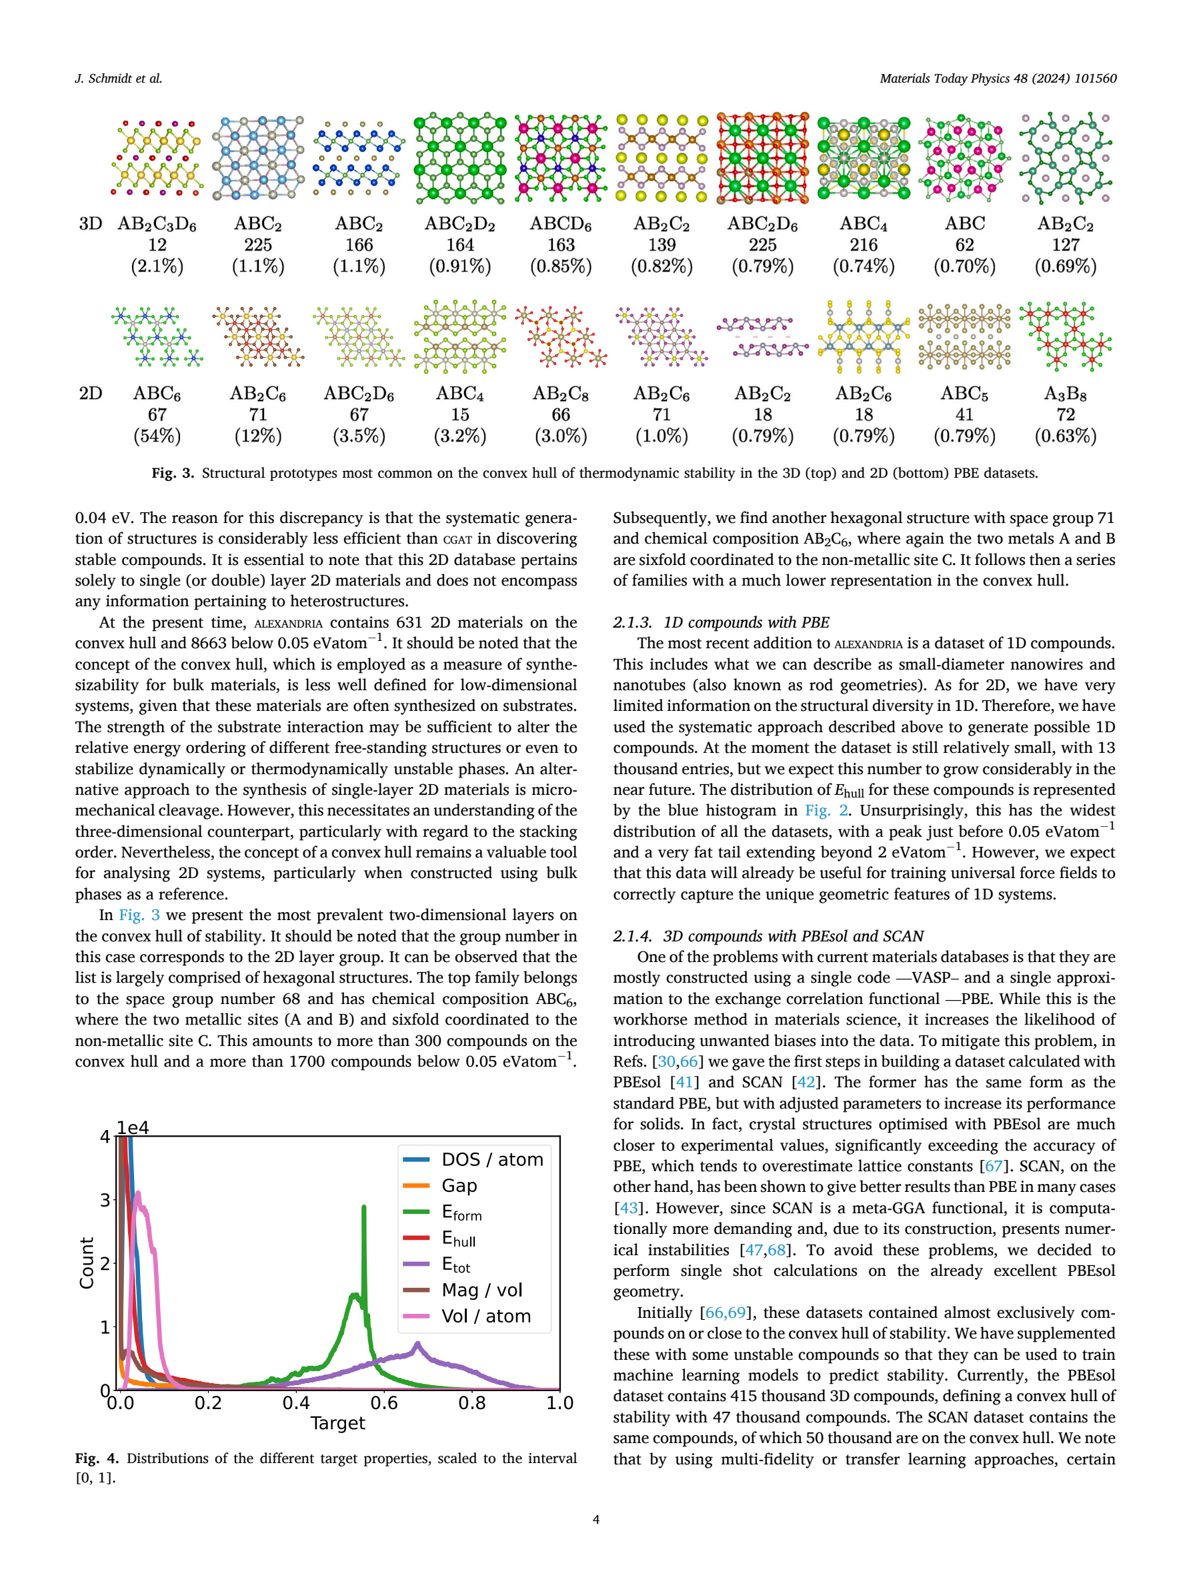 J. Schmidt et al.
Materials Today Physics 48 (2024) 101560
3D AB₂C₃D₆ ABC₂ ABC₂ ABC₂D₂ ABCD₆ AB₂C₂ ABC₂D₆ ABC₄ ABC AB₂C₂
12 225 166 164 163 139 225 216 62 127
(2.1%) (1.1%) (1.1%) (0.91%) (0.85%) (0.82%) (0.79%) (0.74%) (0.70%) (0.69%)
2D ABC₆ AB₂C₆ ABC₂D₆ ABC₄ AB₂C₈ AB₂C₆ AB₂C₂ AB₂C₆ ABC₅ A₃B₈
67 71 67 15 66 71 18 18 41 72
(54%) (12%) (3.5%) (3.2%) (3.0%) (1.0%) (0.79%) (0.79%) (0.79%) (0.63%)
Fig. 3. Structural prototypes most common on the convex hull of thermodynamic stability in the 3D (top) and 2D (bottom) PBE datasets.
0.04 eV. The reason for this discrepancy is that the systematic genera-
tion of structures is considerably less efficient than CGAT in discovering
stable compounds. It is essential to note that this 2D database pertains
solely to single (or double) layer 2D materials and does not encompass
any information pertaining to heterostructures.
At the present time, ALEXANDRIA contains 631 2D materials on the
convex hull and 8663 below 0.05 eVatom⁻¹. It should be noted that the
concept of the convex hull, which is employed as a measure of synthe-
sizability for bulk materials, is less well defined for low-dimensional
systems, given that these materials are often synthesized on substrates.
The strength of the substrate interaction may be sufficient to alter the
relative energy ordering of different free-standing structures or even to
stabilize dynamically or thermodynamically unstable phases. An alter-
native approach to the synthesis of single-layer 2D materials is micro-
mechanical cleavage. However, this necessitates an understanding of the
three-dimensional counterpart, particularly with regard to the stacking
order. Nevertheless, the concept of a convex hull remains a valuable tool
for analysing 2D systems, particularly when constructed using bulk
phases as a reference.
In Fig. 3 we present the most prevalent two-dimensional layers on
the convex hull of stability. It should be noted that the group number in
this case corresponds to the 2D layer group. It can be observed that the
list is largely comprised of hexagonal structures. The top family belongs
to the space group number 68 and has chemical composition ABC₆,
where the two metallic sites (A and B) and sixfold coordinated to the
non-metallic site C. This amounts to more than 300 compounds on the
convex hull and a more than 1700 compounds below 0.05 eVatom⁻¹.
1e4
4
3
2
1
0
Count
0.0 0.2 0.4 0.6 0.8 1.0
Target
DOS / atom
Gap
E_form
E_hull
E_tot
Mag / vol
Vol / atom
Fig. 4. Distributions of the different target properties, scaled to the interval
[0, 1].
Subsequently, we find another hexagonal structure with space group 71
and chemical composition AB₂C₆, where again the two metals A and B
are sixfold coordinated to the non-metallic site C. It follows then a series
of families with a much lower representation in the convex hull.
2.1.3. 1D compounds with PBE
The most recent addition to ALEXANDRIA is a dataset of 1D compounds.
This includes what we can describe as small-diameter nanowires and
nanotubes (also known as rod geometries). As for 2D, we have very
limited information on the structural diversity in 1D. Therefore, we have
used the systematic approach described above to generate possible 1D
compounds. At the moment the dataset is still relatively small, with 13
thousand entries, but we expect this number to grow considerably in the
near future. The distribution of E_hull for these compounds is represented
by the blue histogram in Fig. 2. Unsurprisingly, this has the widest
distribution of all the datasets, with a peak just before 0.05 eVatom⁻¹
and a very fat tail extending beyond 2 eVatom⁻¹. However, we expect
that this data will already be useful for training universal force fields to
correctly capture the unique geometric features of 1D systems.
2.1.4. 3D compounds with PBEsol and SCAN
One of the problems with current materials databases is that they are
mostly constructed using a single code —VASP– and a single approxi-
mation to the exchange correlation functional —PBE. While this is the
workhorse method in materials science, it increases the likelihood of
introducing unwanted biases into the data. To mitigate this problem, in
Refs. [30,66] we gave the first steps in building a dataset calculated with
PBEsol [41] and SCAN [42]. The former has the same form as the
standard PBE, but with adjusted parameters to increase its performance
for solids. In fact, crystal structures optimised with PBEsol are much
closer to experimental values, significantly exceeding the accuracy of
PBE, which tends to overestimate lattice constants [67]. SCAN, on the
other hand, has been shown to give better results than PBE in many cases
[43]. However, since SCAN is a meta-GGA functional, it is computa-
tionally more demanding and, due to its construction, presents numer-
ical instabilities [47,68]. To avoid these problems, we decided to
perform single shot calculations on the already excellent PBEsol
geometry.
Initially [66,69], these datasets contained almost exclusively com-
pounds on or close to the convex hull of stability. We have supplemented
these with some unstable compounds so that they can be used to train
machine learning models to predict stability. Currently, the PBEsol
dataset contains 415 thousand 3D compounds, defining a convex hull of
stability with 47 thousand compounds. The SCAN dataset contains the
same compounds, of which 50 thousand are on the convex hull. We note
that by using multi-fidelity or transfer learning approaches, certain
4